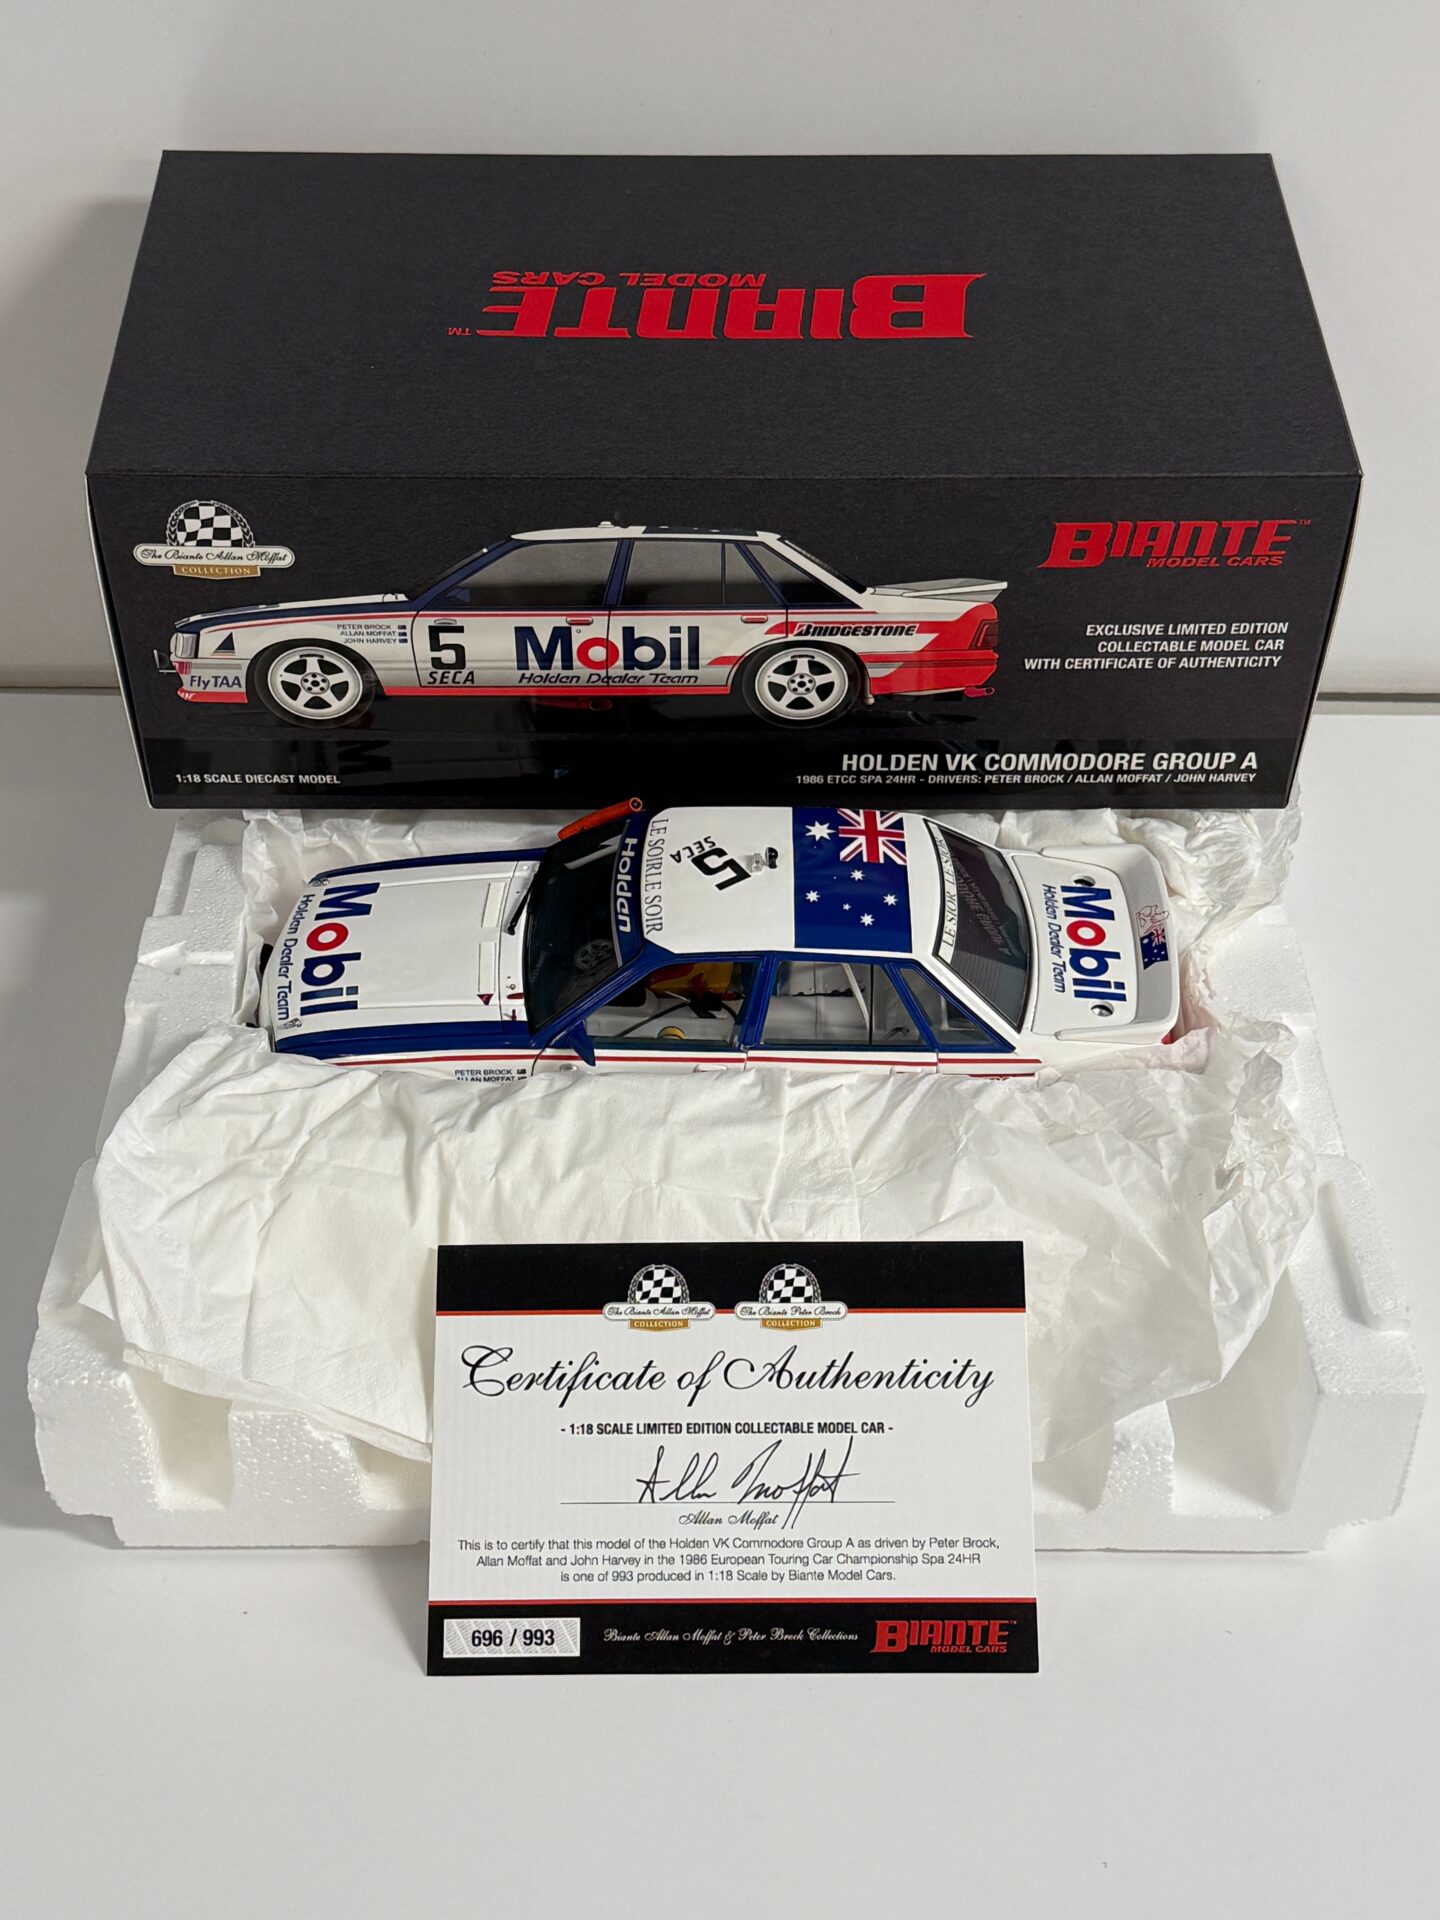 BIANTE™
MODEL CARS
The Biante Allan Moffat
COLLECTION
BIANTE™
MODEL CARS
EXCLUSIVE LIMITED EDITION
COLLECTABLE MODEL CAR
WITH CERTIFICATE OF AUTHENTICITY
PETER BROCK
ALLAN MOFFAT
JOHN HARVEY
5
SECA
Mobil
Holden Dealer Team
BRIDGESTONE
Fly TAA
HOLDEN VK COMMODORE GROUP A
1:18 SCALE DIECAST MODEL
1986 ETCC SPA 24HR - DRIVERS: PETER BROCK / ALLAN MOFFAT / JOHN HARVEY
Mobil
Holden Dealer Team
Holden
LE SOIR LE SOIR
5
SECA
Mobil
Holden Dealer Team
PETER BROCK
ALLAN MOFFAT
The Biante Allan Moffat
COLLECTION
The Biante Peter Brock
COLLECTION
Certificate of Authenticity
- 1:18 SCALE LIMITED EDITION COLLECTABLE MODEL CAR -
Allan Moffat
Allan Moffat
This is to certify that this model of the Holden VK Commodore Group A as driven by Peter Brock,
Allan Moffat and John Harvey in the 1986 European Touring Car Championship Spa 24HR
is one of 993 produced in 1:18 Scale by Biante Model Cars.
696 / 993
Biante Allan Moffat & Peter Brock Collections
BIANTE™
MODEL CARS